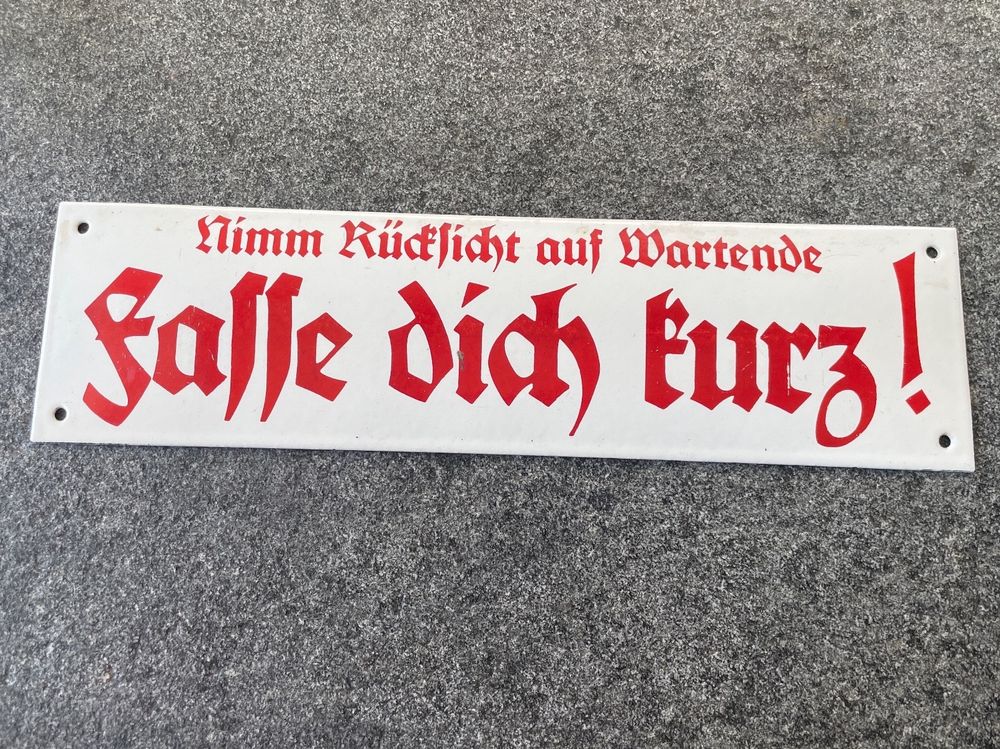 Nimm Rückſicht auf Wartende
Faſſe dich kurz!